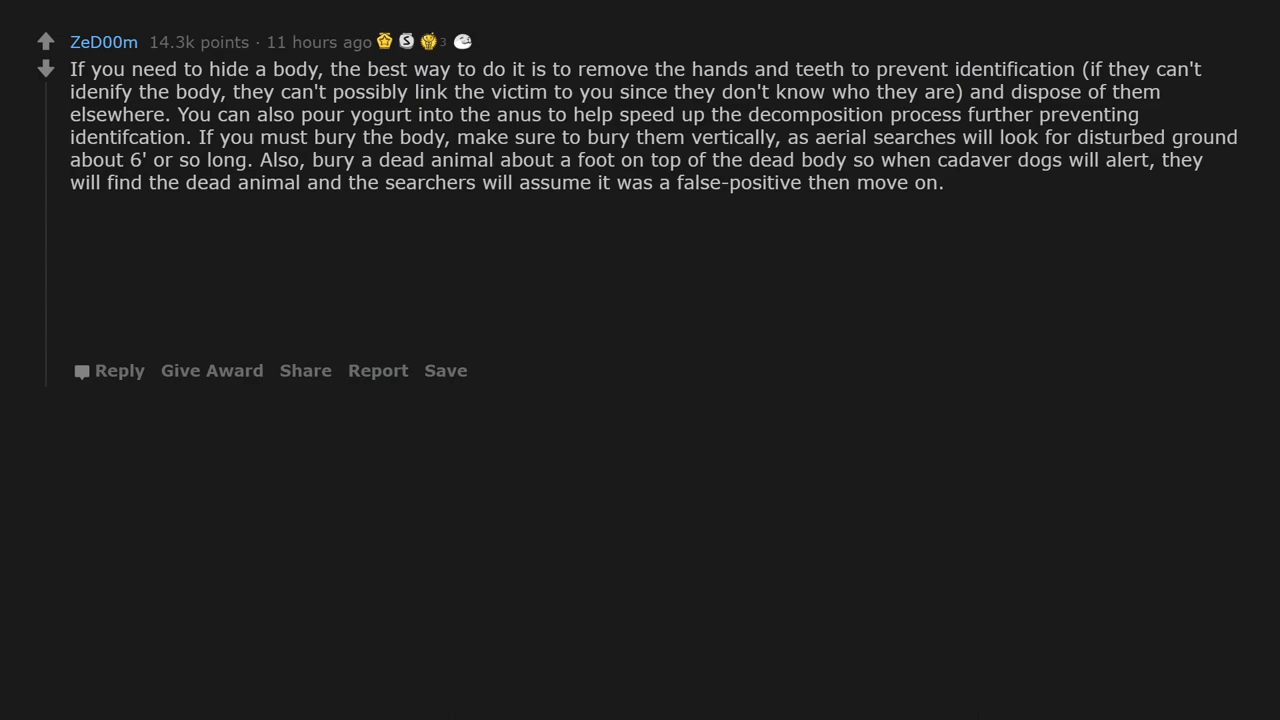 ZeD00m 14.3k points · 11 hours ago 3
If you need to hide a body, the best way to do it is to remove the hands and teeth to prevent identification (if they can't
idenify the body, they can't possibly link the victim to you since they don't know who they are) and dispose of them
elsewhere. You can also pour yogurt into the anus to help speed up the decomposition process further preventing
identifcation. If you must bury the body, make sure to bury them vertically, as aerial searches will look for disturbed ground
about 6' or so long. Also, bury a dead animal about a foot on top of the dead body so when cadaver dogs will alert, they
will find the dead animal and the searchers will assume it was a false-positive then move on.
Reply Give Award Share Report Save